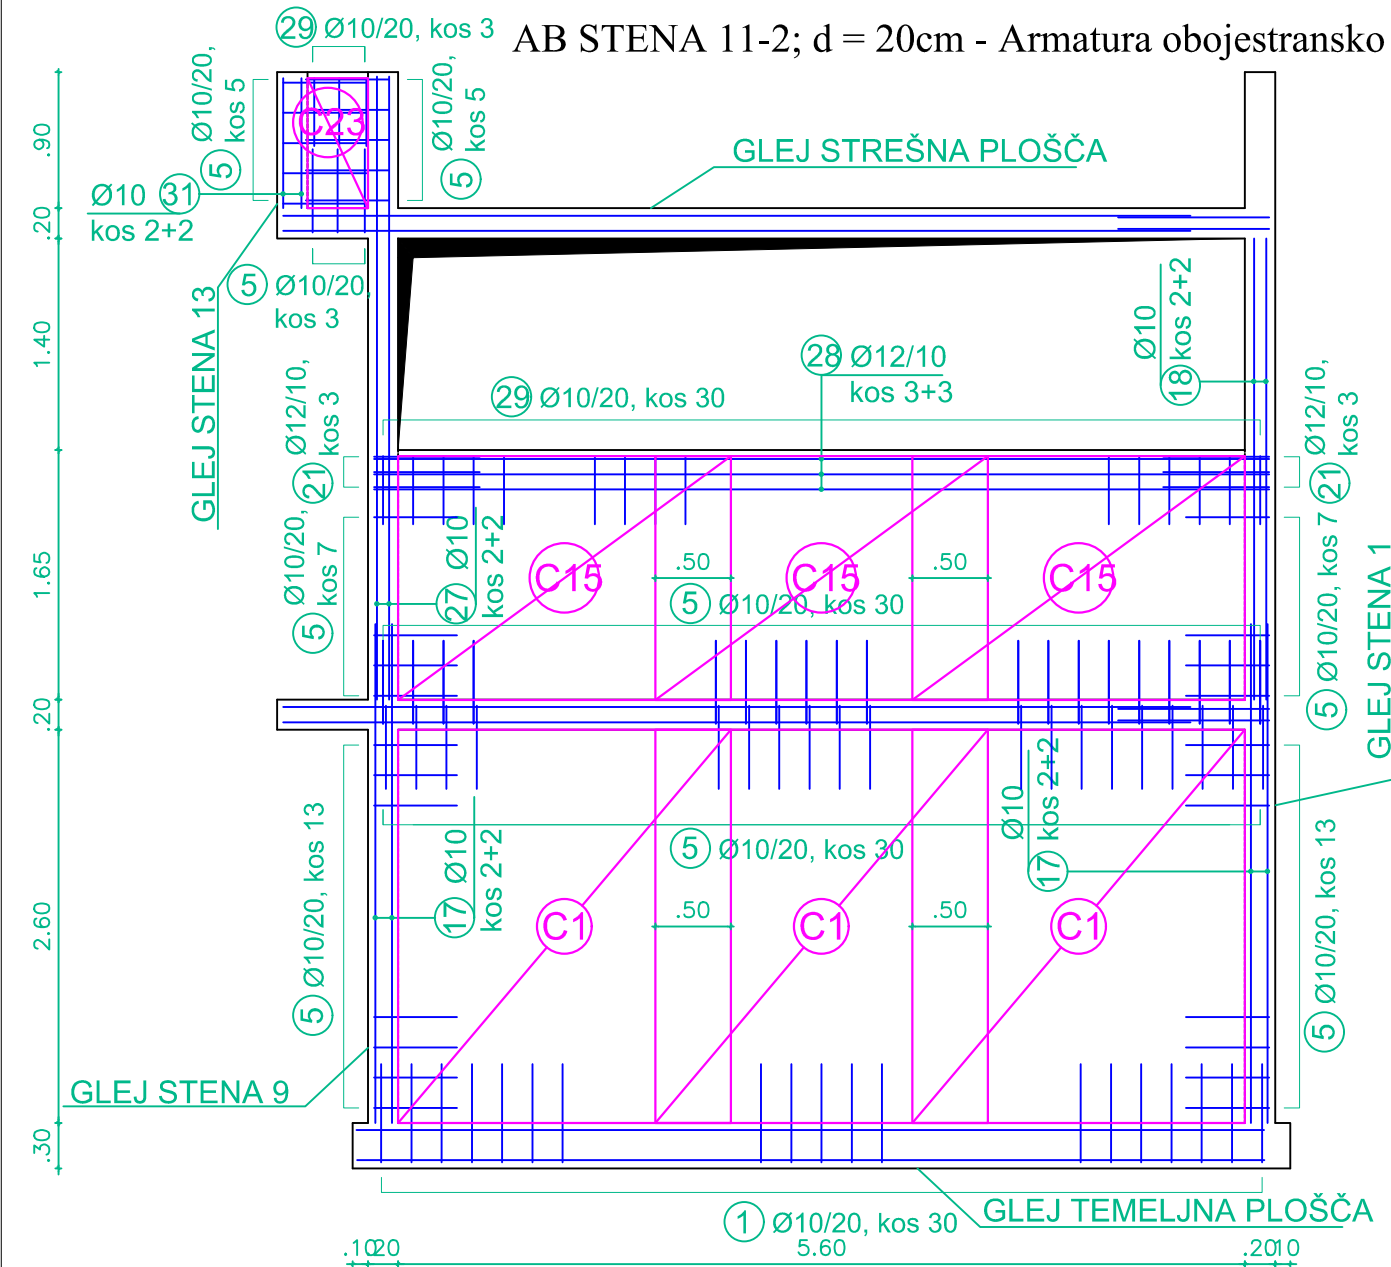 AB STENA 11-2; d = 20cm - Armatura obojestransko
29 Ø10/20, kos 3
5 Ø10/20,
kos 5
C23
5 Ø10/20,
kos 5
.90
GLEJ STREŠNA PLOŠČA
Ø10 31
kos 2+2
.20
5 Ø10/20,
kos 3
GLEJ STENA 13
1.40
28 Ø12/10
kos 3+3
18 Ø10
kos 2+2
29 Ø10/20, kos 30
21 Ø12/10,
kos 3
21 Ø12/10,
kos 3
5 Ø10/20,
kos 7
27 Ø10
kos 2+2
1.65
C15
.50
C15
.50
C15
5 Ø10/20, kos 30
5 Ø10/20, kos 7
GLEJ STENA 1
.20
5 Ø10/20, kos 30
5 Ø10/20, kos 13
17 Ø10
kos 2+2
17 Ø10
kos 2+2
5 Ø10/20, kos 13
2.60
C1
.50
C1
.50
C1
GLEJ STENA 9
.30
1 Ø10/20, kos 30
GLEJ TEMELJNA PLOŠČA
.10
.20
5.60
.20
.10